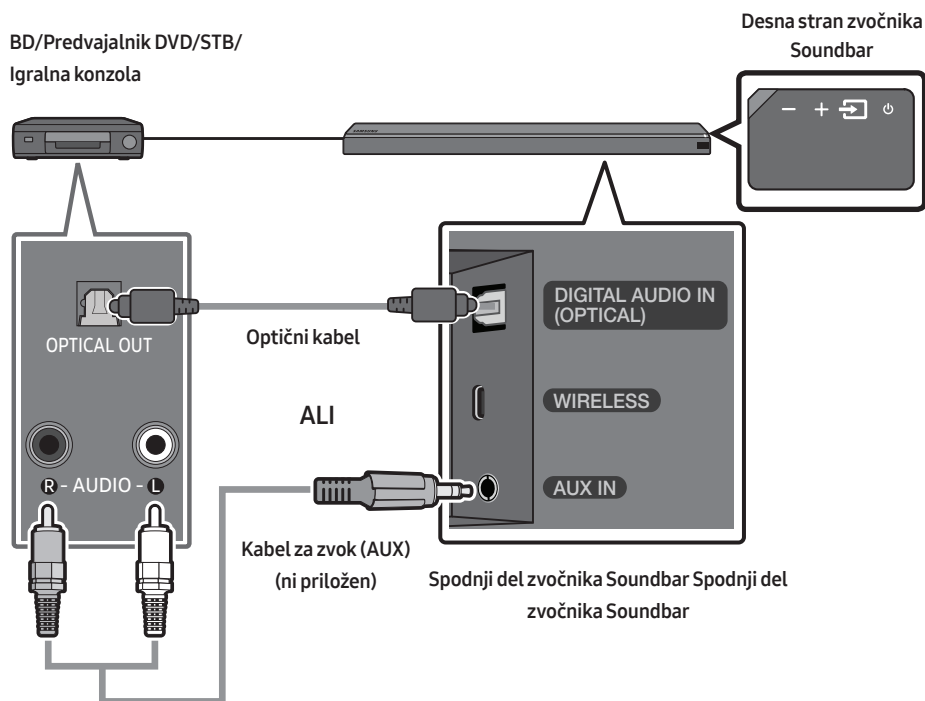 BD/Predvajalnik DVD/STB/
Igralna konzola
Desna stran zvočnika
Soundbar
SAMSUNG
OPTICAL OUT
Optični kabel
DIGITAL AUDIO IN
(OPTICAL)
WIRELESS
ALI
R - AUDIO - L
AUX IN
Kabel za zvok (AUX)
(ni priložen)
Spodnji del zvočnika Soundbar Spodnji del
zvočnika Soundbar